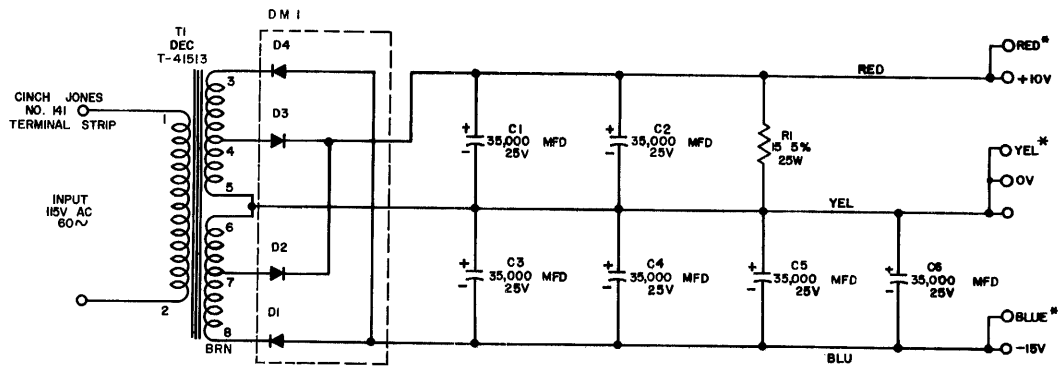 DM1
T1
DEC
T-41513
D4
3
RED*
RED
+10V
CINCH JONES
NO. 141
TERMINAL STRIP
1
D3
4
+
-
C1
35,000 MFD
25V
+
-
C2
35,000 MFD
25V
R1
15 5%
25W
YEL*
0V
5
YEL
INPUT
115V AC
60~
6
D2
7
+
-
C3
35,000 MFD
25V
+
-
C4
35,000 MFD
25V
+
-
C5
35,000 MFD
25V
+
-
C6
35,000 MFD
25V
2
D1
8
BRN
BLUE*
-15V
BLU